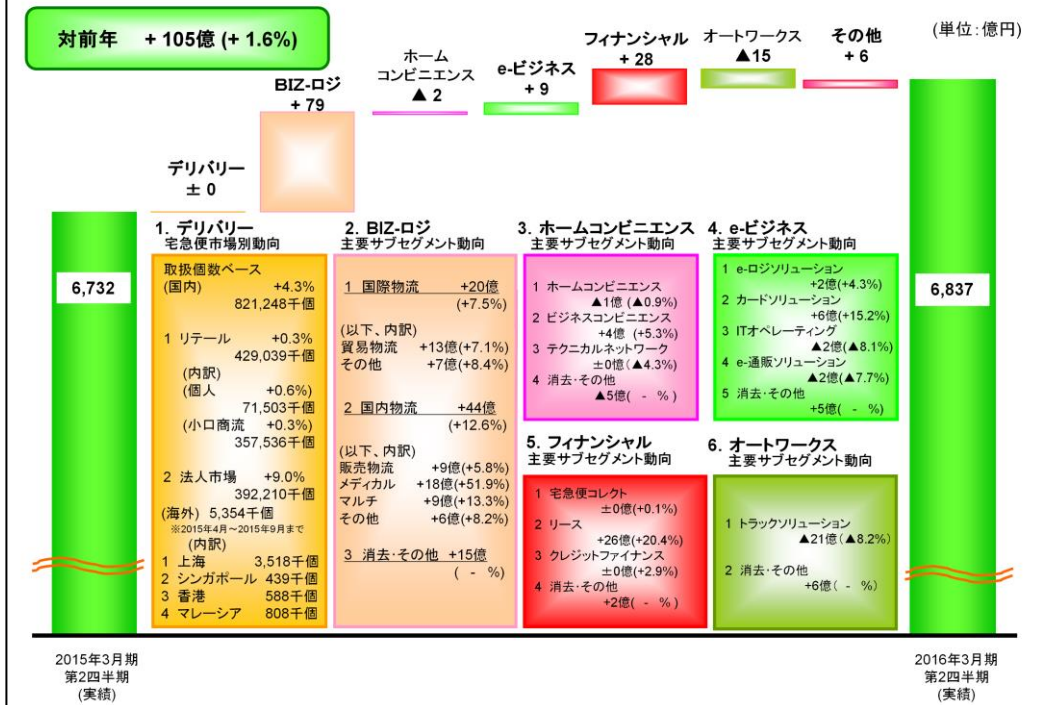 対前年 + 105億 (+ 1.6%)
(単位:億円)
デリバリー
± 0
BIZ-ロジ
+ 79
ホーム
コンビニエンス
▲ 2
e-ビジネス
+ 9
フィナンシャル
+ 28
オートワークス
▲15
その他
+ 6
6,732
6,837
1. デリバリー
宅急便市場別動向
取扱個数ベース
(国内) +4.3%
821,248千個
1 リテール +0.3%
429,039千個
(内訳)
(個人 +0.6%)
71,503千個
(小口商流 +0.3%)
357,536千個
2 法人市場 +9.0%
392,210千個
(海外) 5,354千個
※2015年4月~2015年9月まで
(内訳)
1 上海 3,518千個
2 シンガポール 439千個
3 香港 588千個
4 マレーシア 808千個
2. BIZ-ロジ
主要サブセグメント動向
1 国際物流 +20億
(+7.5%)
(以下、内訳)
貿易物流 +13億(+7.1%)
その他 +7億(+8.4%)
2 国内物流 +44億
(+12.6%)
(以下、内訳)
販売物流 +9億(+5.8%)
メディカル +18億(+51.9%)
マルチ +9億(+13.3%)
その他 +6億(+8.2%)
3 消去・その他 +15億
( - %)
3. ホームコンビニエンス
主要サブセグメント動向
1 ホームコンビニエンス
▲1億 (▲0.9%)
2 ビジネスコンビニエンス
+4億 (+5.3%)
3 テクニカルネットワーク
±0億(▲4.3%)
4 消去・その他
▲5億( - % )
4. e-ビジネス
主要サブセグメント動向
1 e-ロジソリューション
+2億(+4.3%)
2 カードソリューション
+6億(+15.2%)
3 ITオペレーティング
▲2億(▲8.1%)
4 e-通販ソリューション
▲2億(▲7.7%)
5 消去・その他
+5億( - %)
5. フィナンシャル
主要サブセグメント動向
1 宅急便コレクト
±0億(+0.1%)
2 リース
+26億(+20.4%)
3 クレジットファイナンス
±0億(+2.9%)
4 消去・その他
+2億( - % )
6. オートワークス
主要サブセグメント動向
1 トラックソリューション
▲21億(▲8.2%)
2 消去・その他
+6億( - %)
2015年3月期
第2四半期
(実績)
2016年3月期
第2四半期
(実績)